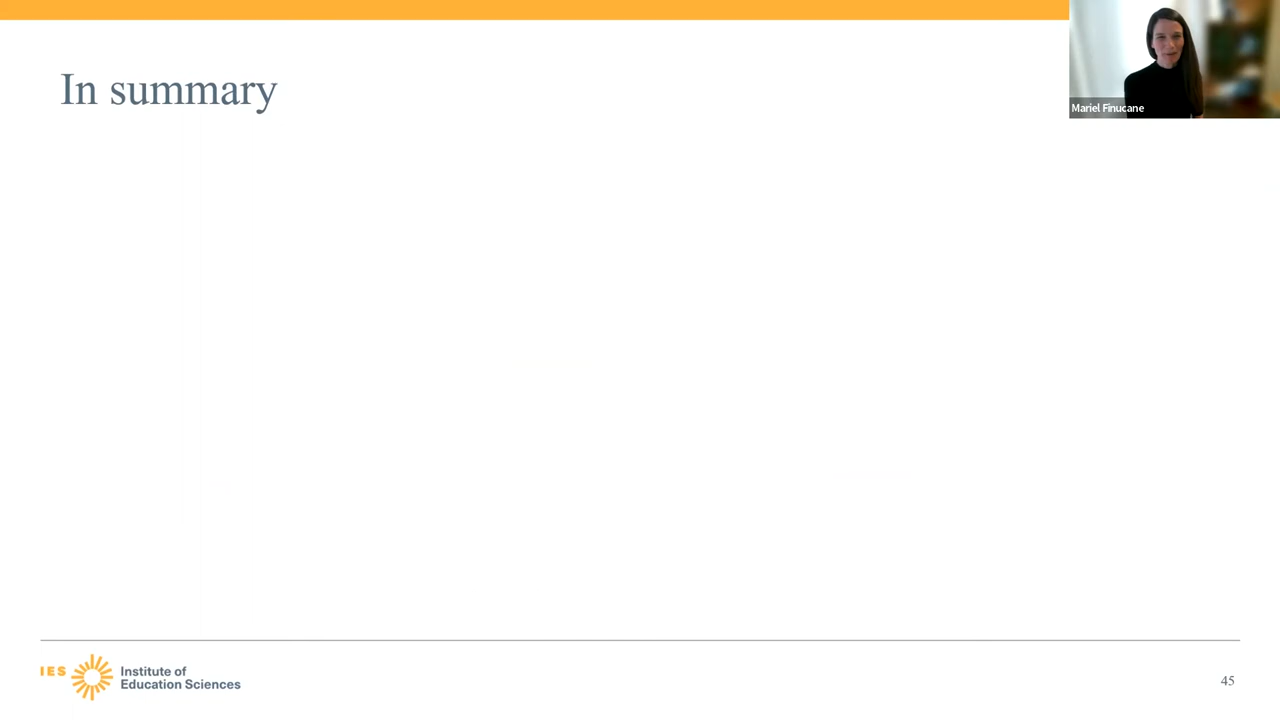 In summary
Mariel Finucane
IES
Institute of
Education Sciences
45